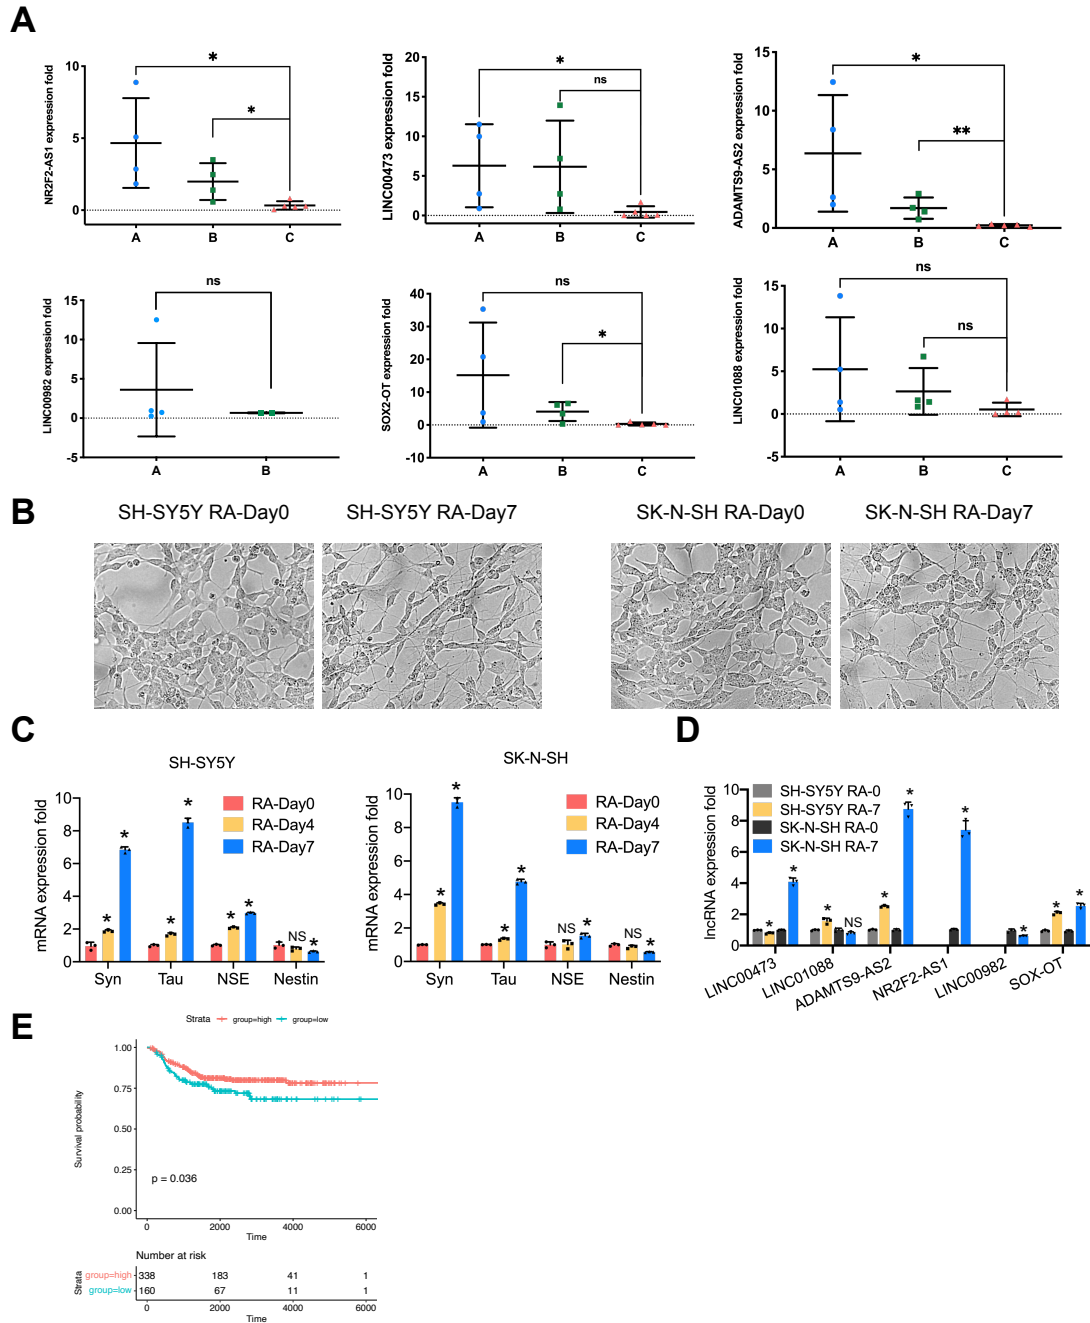 A
NR2F2-AS1 expression fold
10
5
0
*
*
A B C
LINC00473 expression fold
20
15
10
5
0
*
ns
A B C
ADAMTS9-AS2 expression fold
15
10
5
0
*
**
A B C
LINC00982 expression fold
15
10
5
0
-5
ns
A B
SOX2-OT expression fold
40
30
20
10
0
-10
ns
*
A B C
LINC01088 expression fold
15
10
5
0
-5
ns
ns
A B C
B
SH-SY5Y RA-Day0
SH-SY5Y RA-Day7
SK-N-SH RA-Day0
SK-N-SH RA-Day7
C
SH-SY5Y
mRNA expression fold
10
8
6
4
2
0
RA-Day0
RA-Day4
RA-Day7
* * * * * * NS *
Syn Tau NSE Nestin
SK-N-SH
mRNA expression fold
10
8
6
4
2
0
RA-Day0
RA-Day4
RA-Day7
* * * * NS * NS *
Syn Tau NSE Nestin
D
lncRNA expression fold
10
8
6
4
2
0
SH-SY5Y RA-0
SH-SY5Y RA-7
SK-N-SH RA-0
SK-N-SH RA-7
* * * NS * * * * * *
LINC00473
LINC01088
ADAMTS9-AS2
NR2F2-AS1
LINC00982
SOX-OT
E
Strata group=high group=low
Survival probability
1.00
0.75
0.50
0.25
0.00
p = 0.036
0 2000 4000 6000
Time
Number at risk
Strata
group=high 338 183 41 1
group=low 160 67 11 1
0 2000 4000 6000
Time